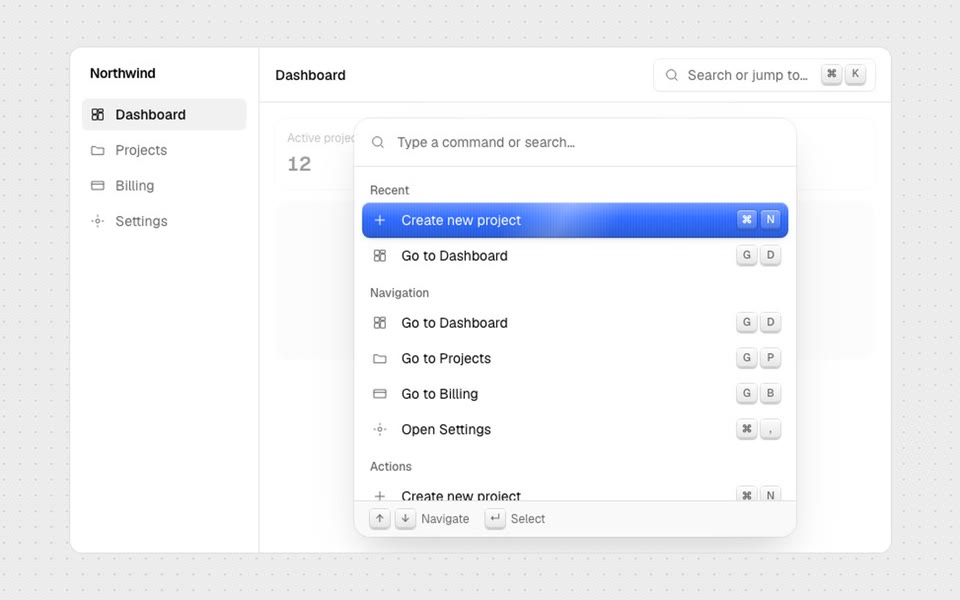 Northwind
Dashboard
Projects
Billing
Settings
Dashboard
Search or jump to... ⌘ K
Active projec
12
Type a command or search...
Recent
Create new project ⌘ N
Go to Dashboard G D
Navigation
Go to Dashboard G D
Go to Projects G P
Go to Billing G B
Open Settings ⌘ ,
Actions
Create new project ⌘ N
↑ ↓ Navigate ↵ Select